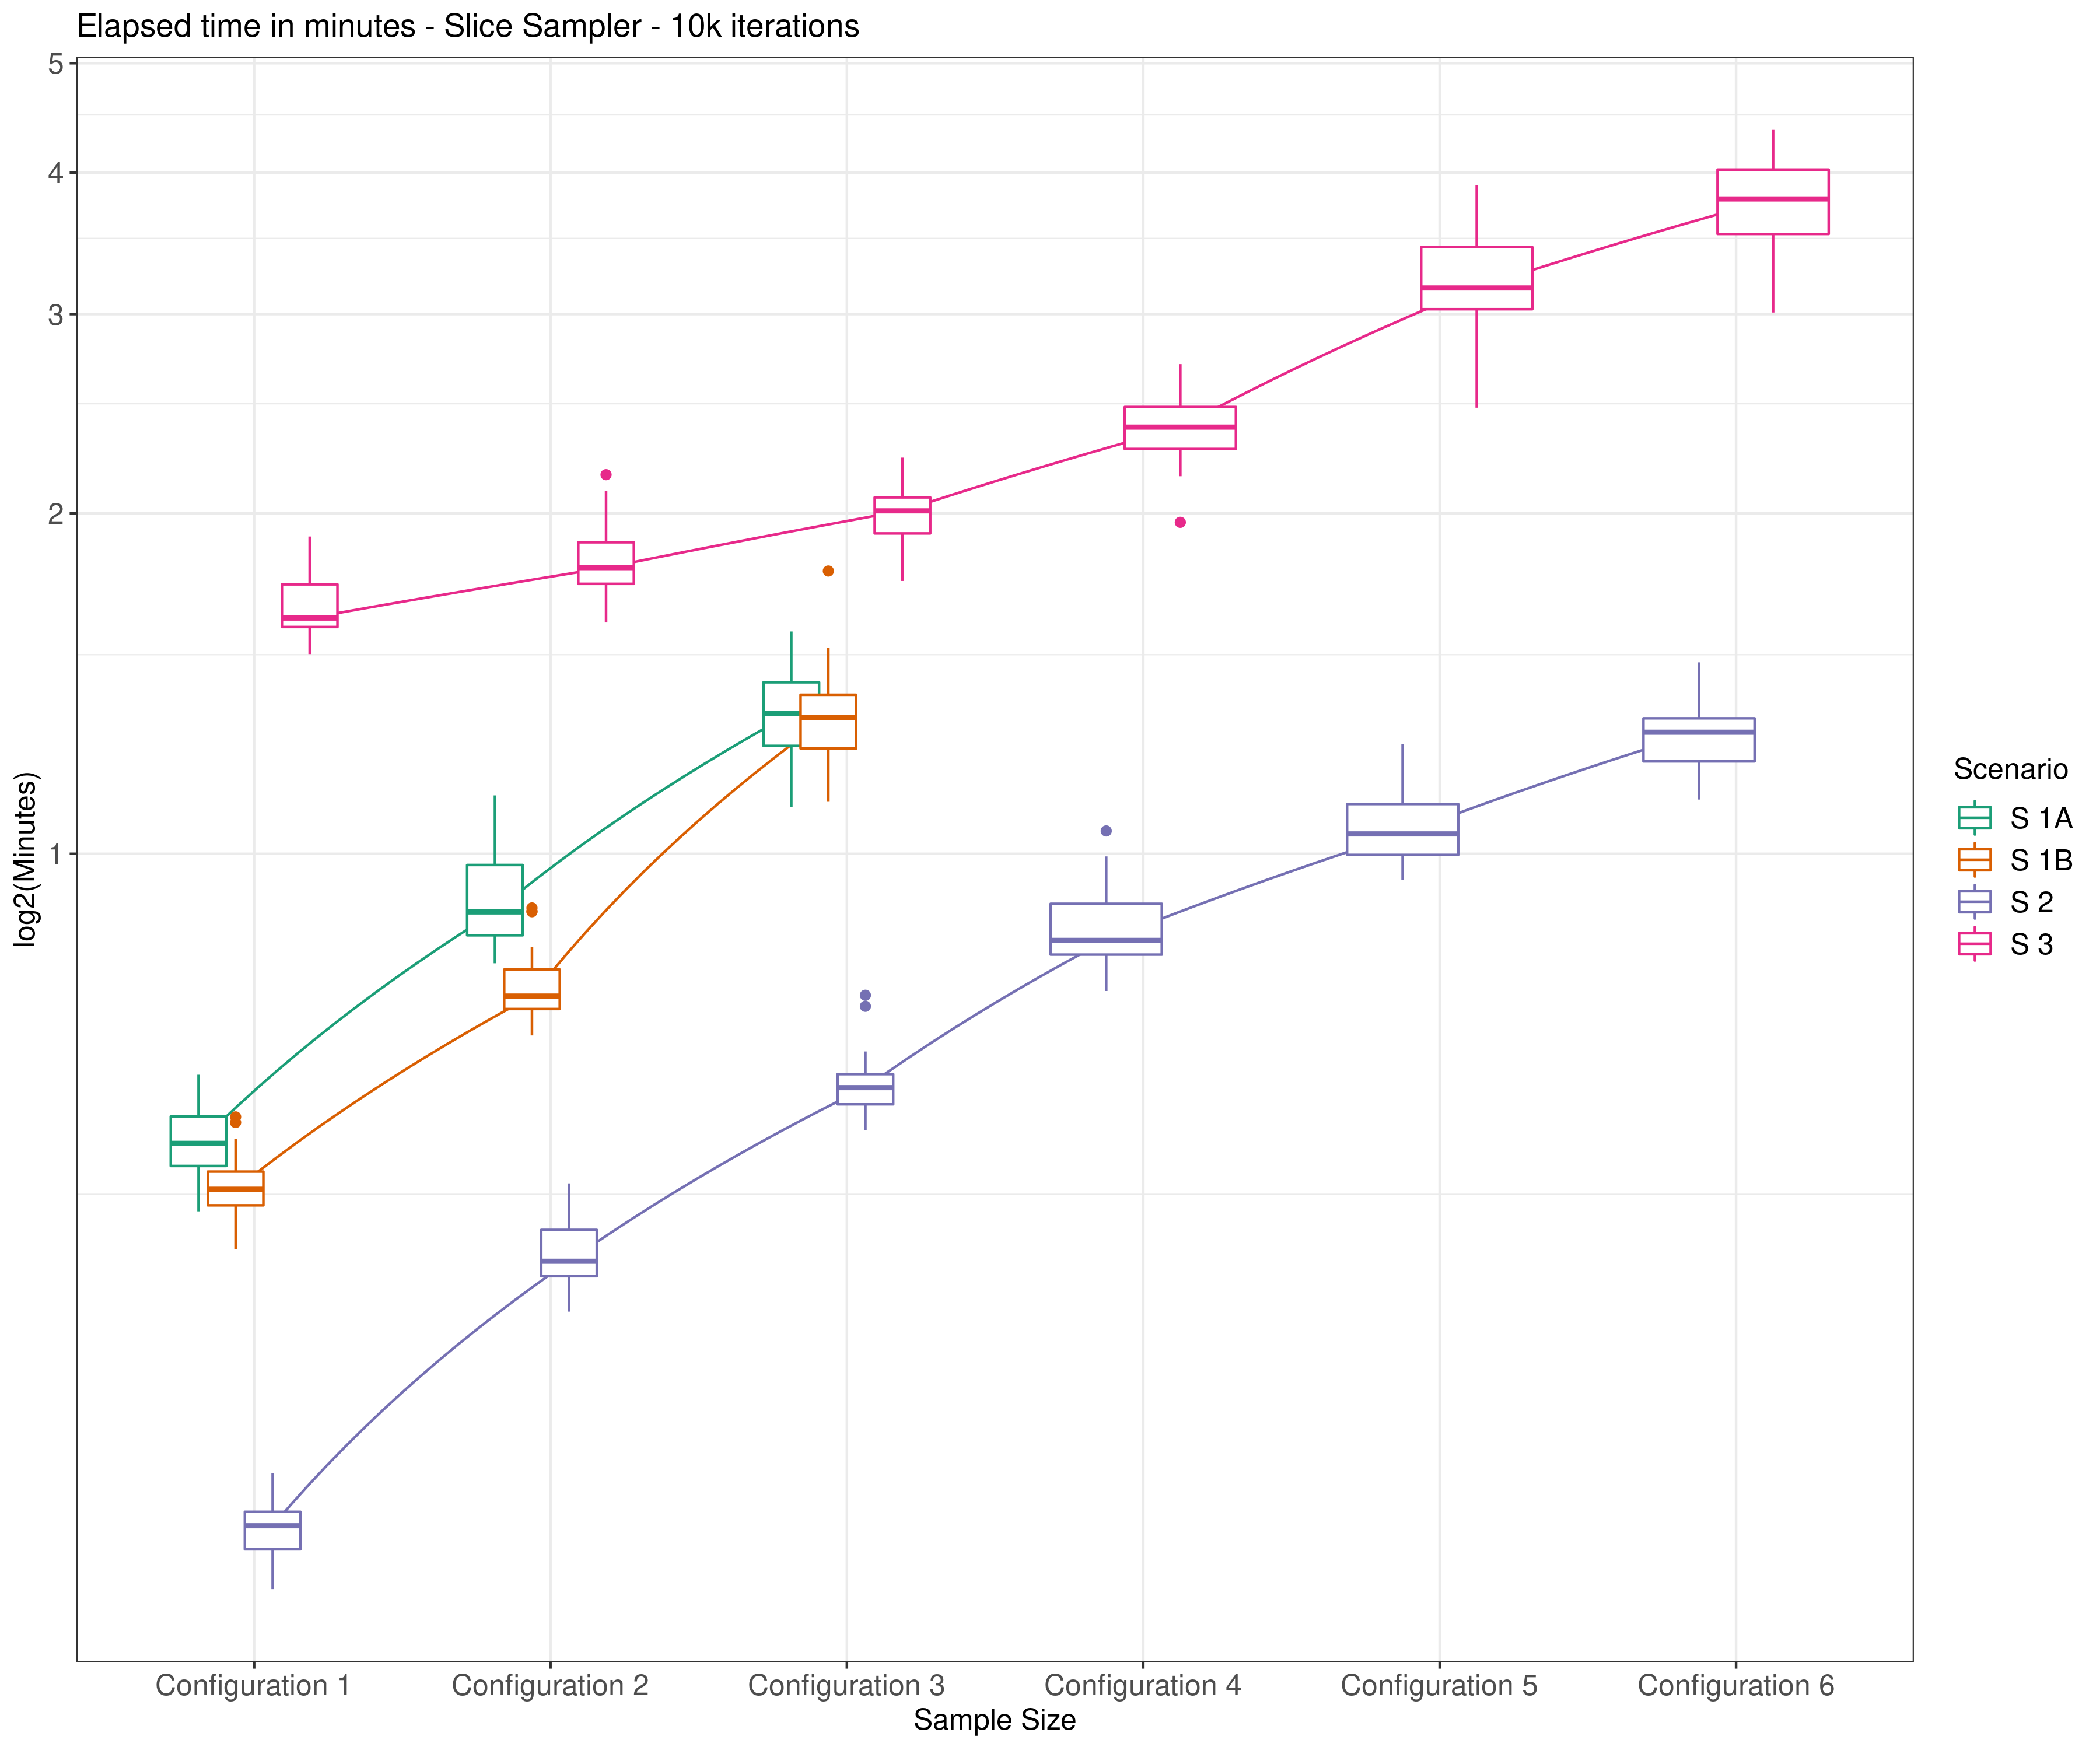 Elapsed time in minutes - Slice Sampler - 10k iterations
5
4
3
2
1
log2(Minutes)
Configuration 1
Configuration 2
Configuration 3
Configuration 4
Configuration 5
Configuration 6
Sample Size
Scenario
S 1A
S 1B
S 2
S 3